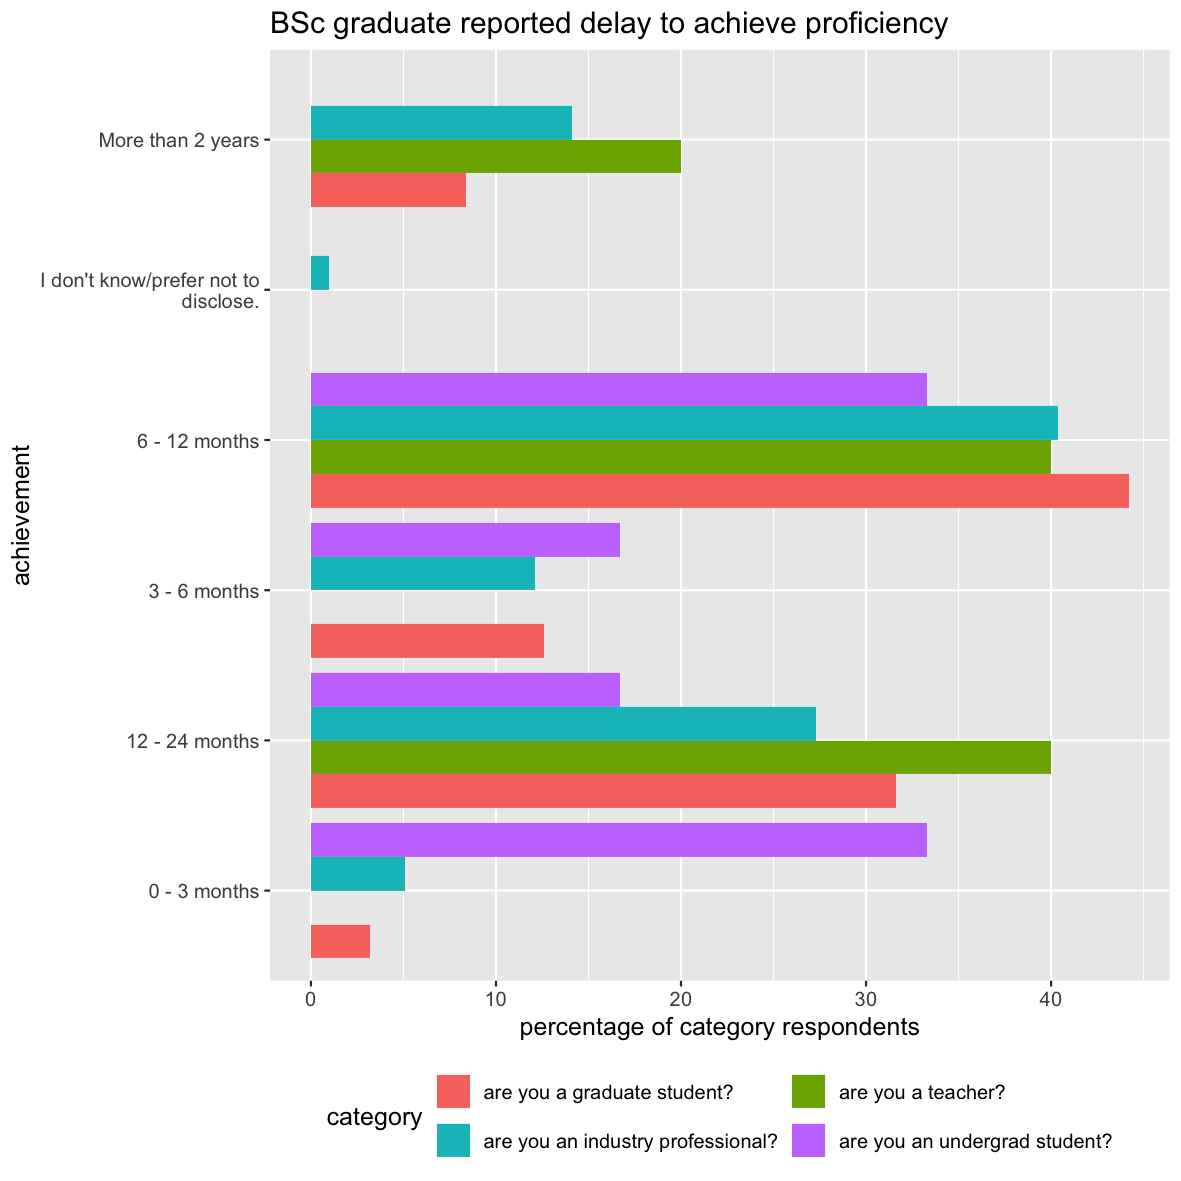 BSc graduate reported delay to achieve proficiency
More than 2 years
I don't know/prefer not to
disclose.
6 - 12 months
3 - 6 months
12 - 24 months
0 - 3 months
achievement
0 10 20 30 40
percentage of category respondents
category
are you a graduate student? are you a teacher?
are you an industry professional? are you an undergrad student?